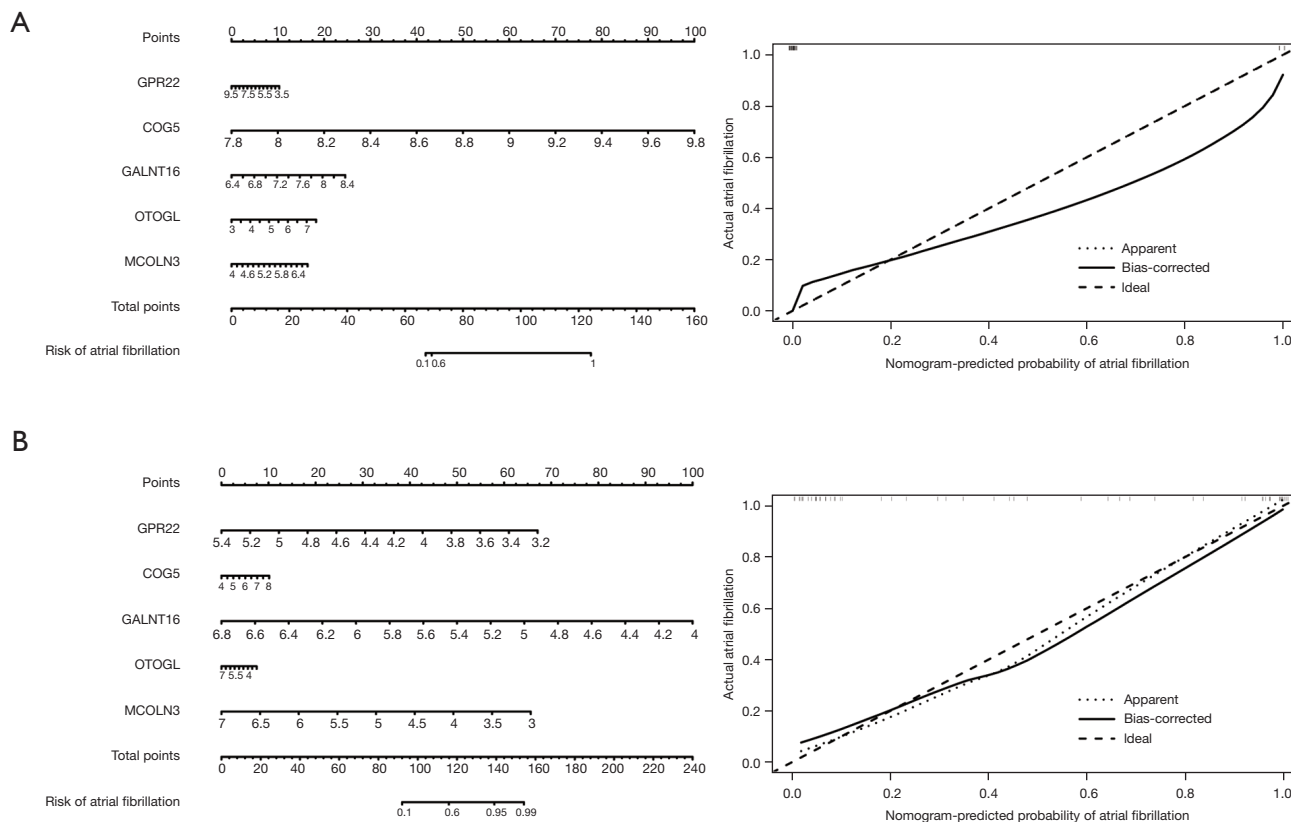 A
Points
0 10 20 30 40 50 60 70 80 90 100
GPR22
9.5 7.5 5.5 3.5
COG5
7.8 8 8.2 8.4 8.6 8.8 9 9.2 9.4 9.6 9.8
GALNT16
6.4 6.8 7.2 7.6 8 8.4
OTOGL
3 4 5 6 7
MCOLN3
4 4.6 5.2 5.8 6.4
Total points
0 20 40 60 80 100 120 140 160
Risk of atrial fibrillation
0.1 0.6 1
Actual atrial fibrillation
1.0
0.8
0.6
0.4
0.2
0.0
Apparent
Bias-corrected
Ideal
0.0 0.2 0.4 0.6 0.8 1.0
Nomogram-predicted probability of atrial fibrillation
B
Points
0 10 20 30 40 50 60 70 80 90 100
GPR22
5.4 5.2 5 4.8 4.6 4.4 4.2 4 3.8 3.6 3.4 3.2
COG5
4 5 6 7 8
GALNT16
6.8 6.6 6.4 6.2 6 5.8 5.6 5.4 5.2 5 4.8 4.6 4.4 4.2 4
OTOGL
7 5.5 4
MCOLN3
7 6.5 6 5.5 5 4.5 4 3.5 3
Total points
0 20 40 60 80 100 120 140 160 180 200 220 240
Risk of atrial fibrillation
0.1 0.6 0.95 0.99
Actual atrial fibrillation
1.0
0.8
0.6
0.4
0.2
0.0
Apparent
Bias-corrected
Ideal
0.0 0.2 0.4 0.6 0.8 1.0
Nomogram-predicted probability of atrial fibrillation